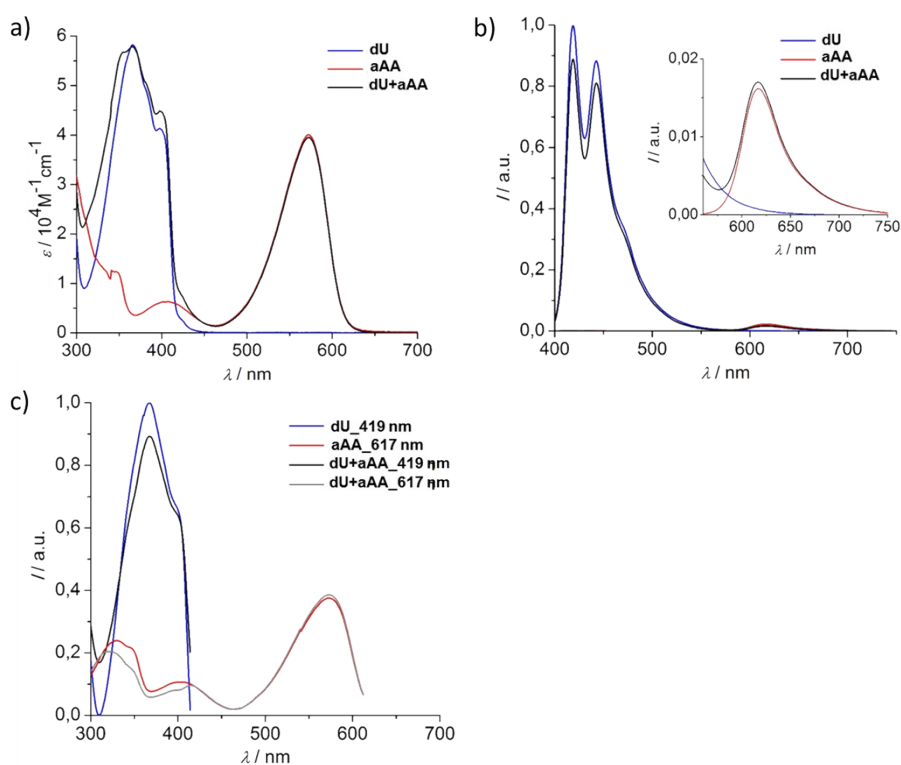 a)
ε / 10⁴M⁻¹cm⁻¹
6
5
4
3
2
1
0
300 400 500 600 700
λ / nm
dU
aAA
dU+aAA
b)
I / a.u.
1,0
0,8
0,6
0,4
0,2
0,0
400 500 600 700
λ / nm
dU
aAA
dU+aAA
I / a.u.
0,02
0,01
0,00
600 650 700 750
λ / nm
c)
I / a.u.
1,0
0,8
0,6
0,4
0,2
0,0
300 400 500 600 700
λ / nm
dU_419 nm
aAA_617 nm
dU+aAA_419 nm
dU+aAA_617 nm